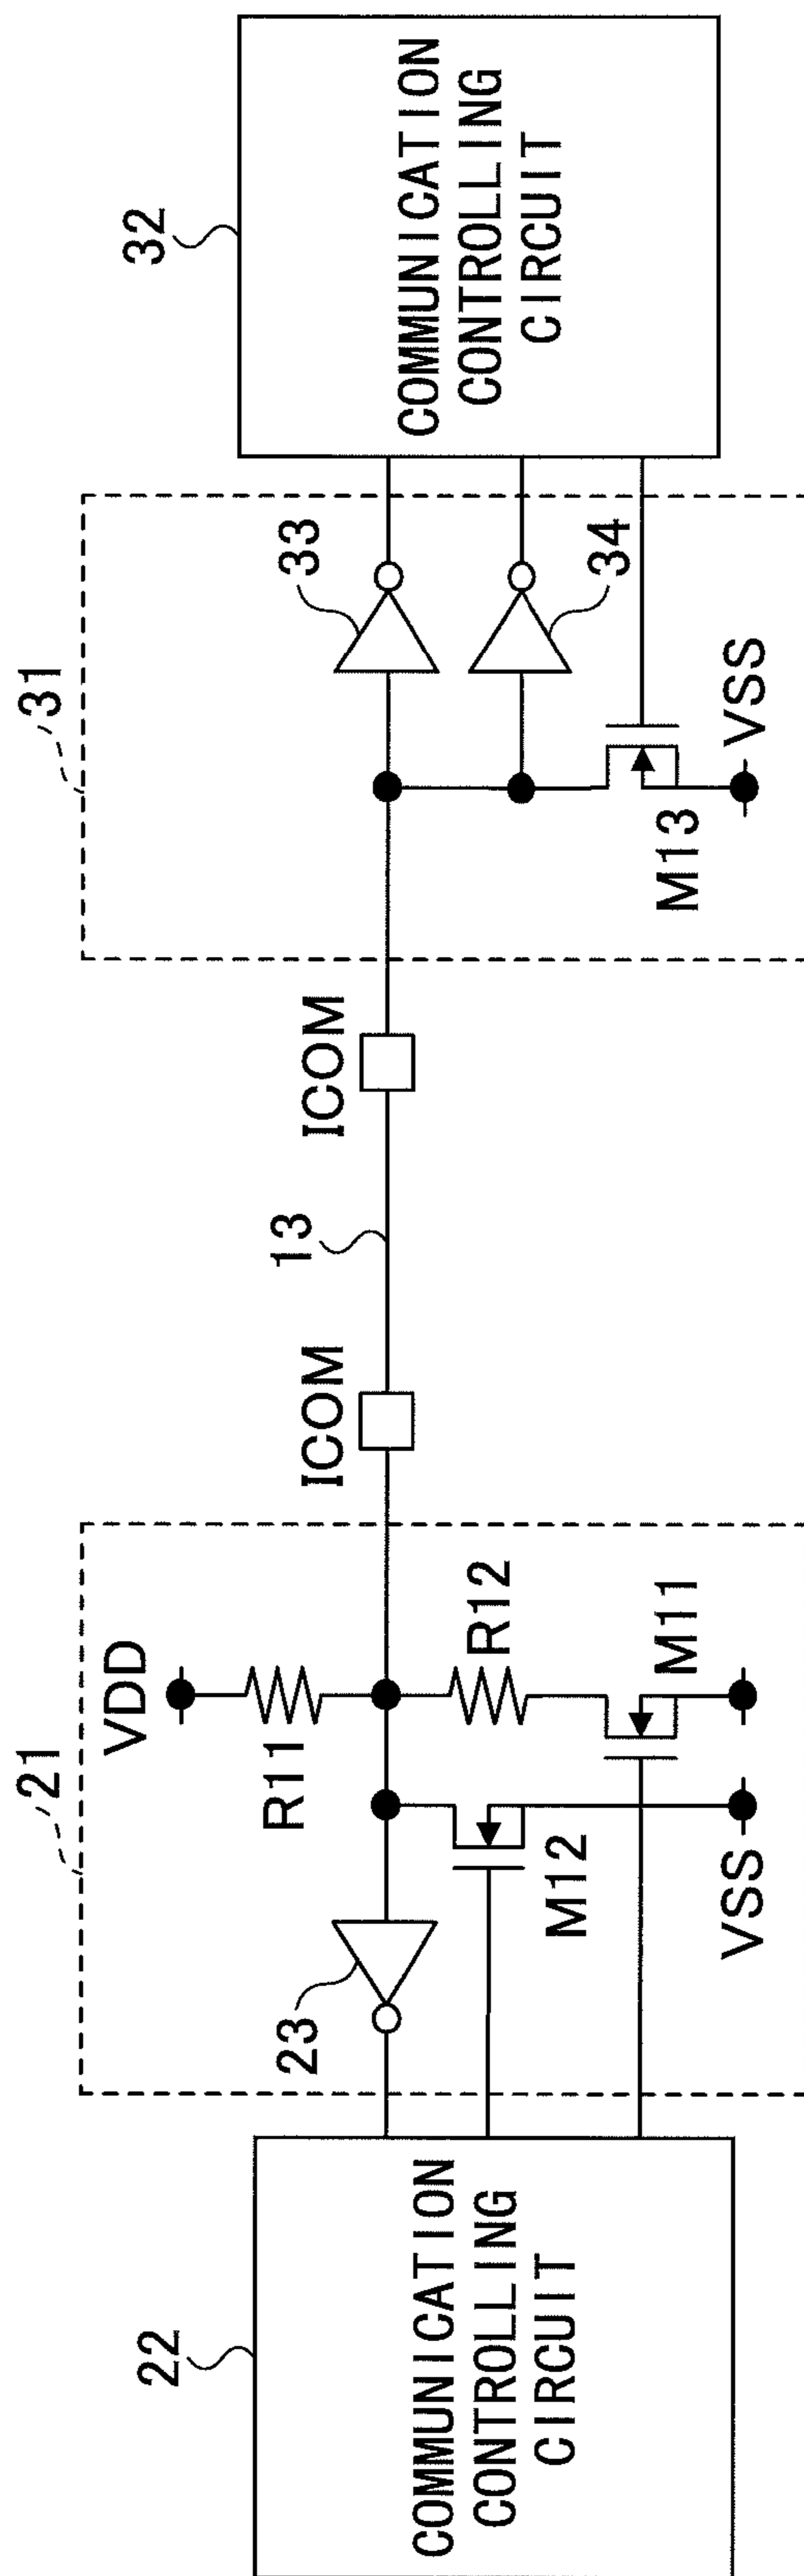 21
31
VDD
32
R11
ICOM
13
ICOM
33
22
23
R12
COMMUNICATION
CONTROLLING
CIRCUIT
COMMUNICATION
CONTROLLING
CIRCUIT
M12
M11
34
M13
VSS
VSS